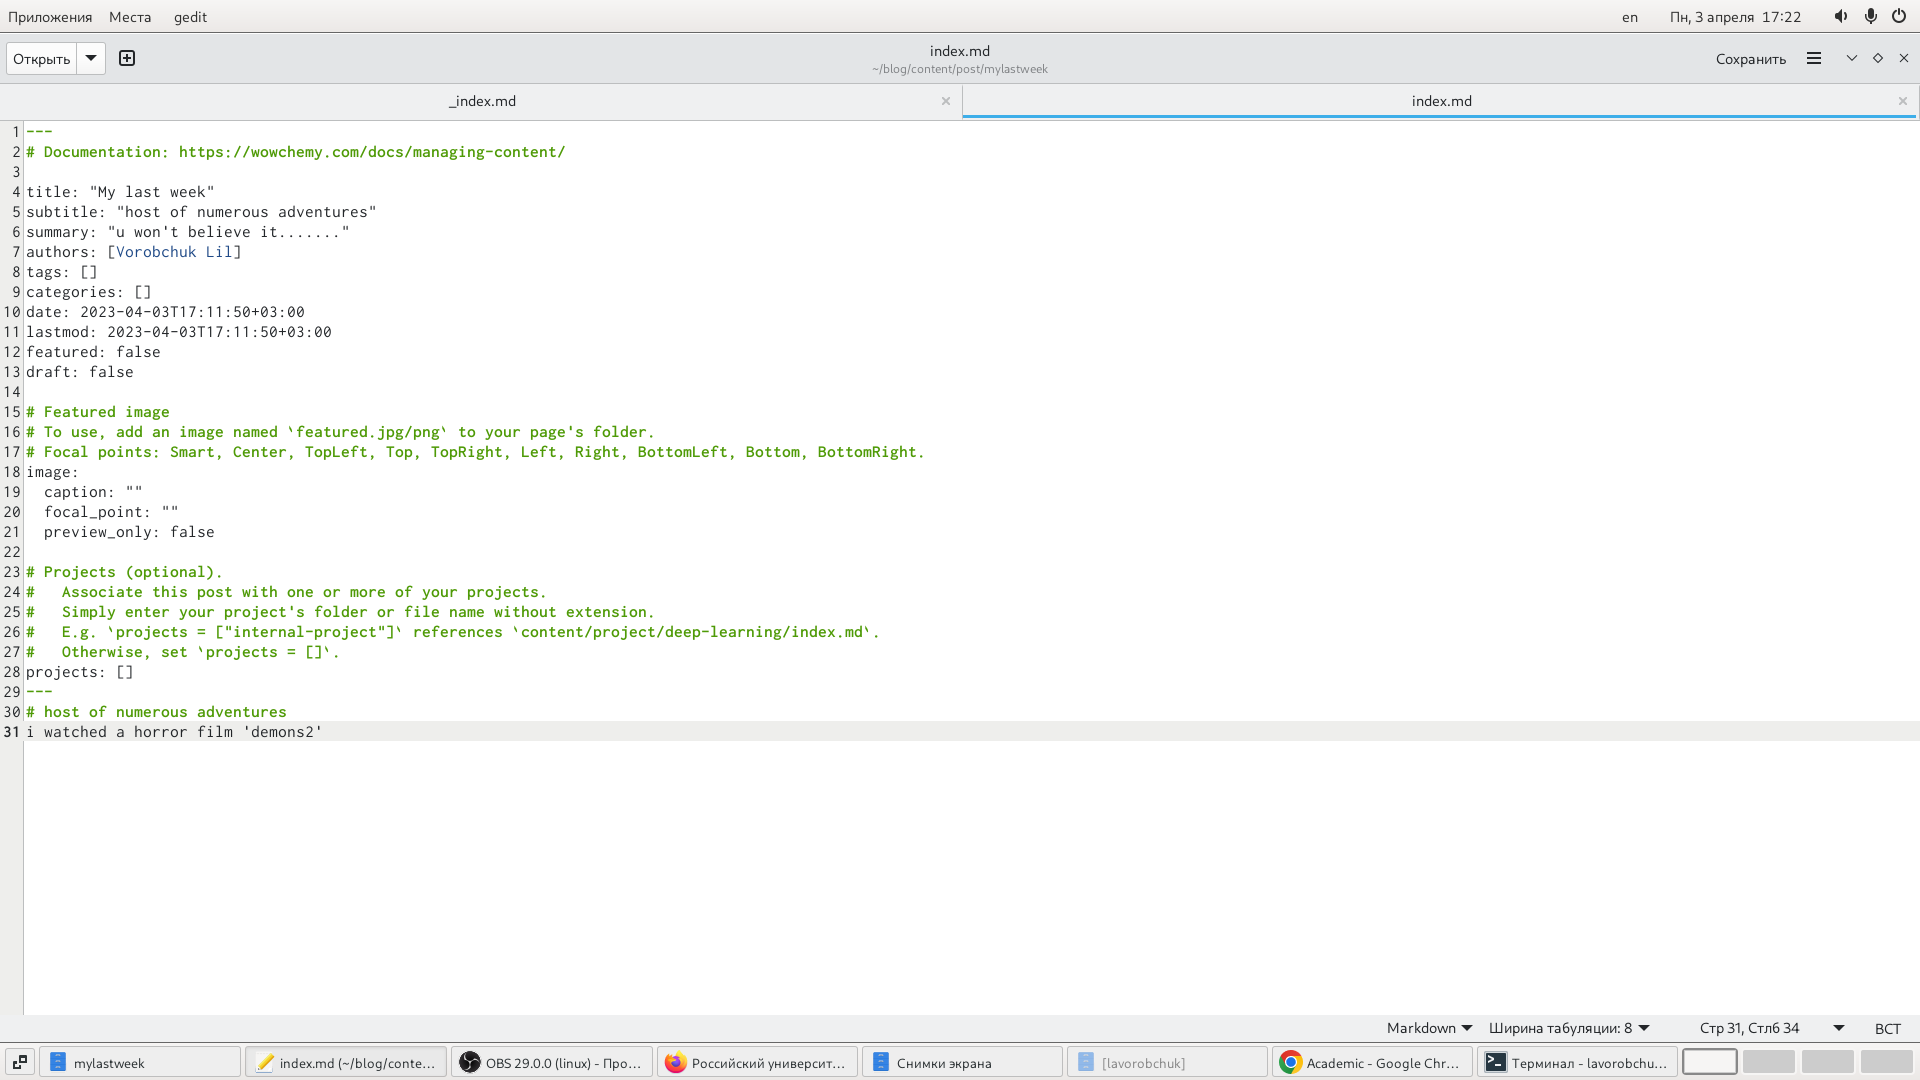 Приложения Места gedit en Пн, 3 апреля 17:22
Открыть index.md Сохранить
~/blog/content/post/mylastweek
_index.md index.md
1 ---
2 # Documentation: https://wowchemy.com/docs/managing-content/
3
4 title: "My last week"
5 subtitle: "host of numerous adventures"
6 summary: "u won't believe it......."
7 authors: [Vorobchuk Lil]
8 tags: []
9 categories: []
10 date: 2023-04-03T17:11:50+03:00
11 lastmod: 2023-04-03T17:11:50+03:00
12 featured: false
13 draft: false
14
15 # Featured image
16 # To use, add an image named `featured.jpg/png` to your page's folder.
17 # Focal points: Smart, Center, TopLeft, Top, TopRight, Left, Right, BottomLeft, Bottom, BottomRight.
18 image:
19   caption: ""
20   focal_point: ""
21   preview_only: false
22
23 # Projects (optional).
24 #   Associate this post with one or more of your projects.
25 #   Simply enter your project's folder or file name without extension.
26 #   E.g. `projects = ["internal-project"]` references `content/project/deep-learning/index.md`.
27 #   Otherwise, set `projects = []`.
28 projects: []
29 ---
30 # host of numerous adventures
31 i watched a horror film 'demons2'
Markdown Ширина табуляции: 8 Стр 31, Стлб 34 ВСТ
mylastweek index.md (~/blog/conte... OBS 29.0.0 (linux) - Про... Российский университ... Снимки экрана [lavorobchuk] Academic - Google Chr... Терминал - lavorobchu...